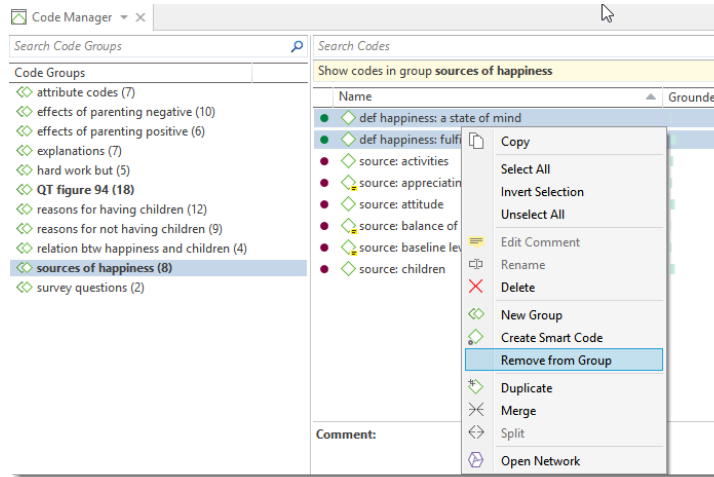 Code Manager
Search Code Groups
Code Groups
attribute codes (7)
effects of parenting negative (10)
effects of parenting positive (6)
explanations (7)
hard work but (5)
QT figure 94 (18)
reasons for having children (12)
reasons for not having children (9)
relation btw happiness and children (4)
sources of happiness (8)
survey questions (2)
Search Codes
Show codes in group sources of happiness
Name Grounde
def happiness: a state of mind
def happiness: fulfi
source: activities
source: appreciatin
source: attitude
source: balance of
source: baseline lev
source: children
Comment:
Copy
Select All
Invert Selection
Unselect All
Edit Comment
Rename
Delete
New Group
Create Smart Code
Remove from Group
Duplicate
Merge
Split
Open Network